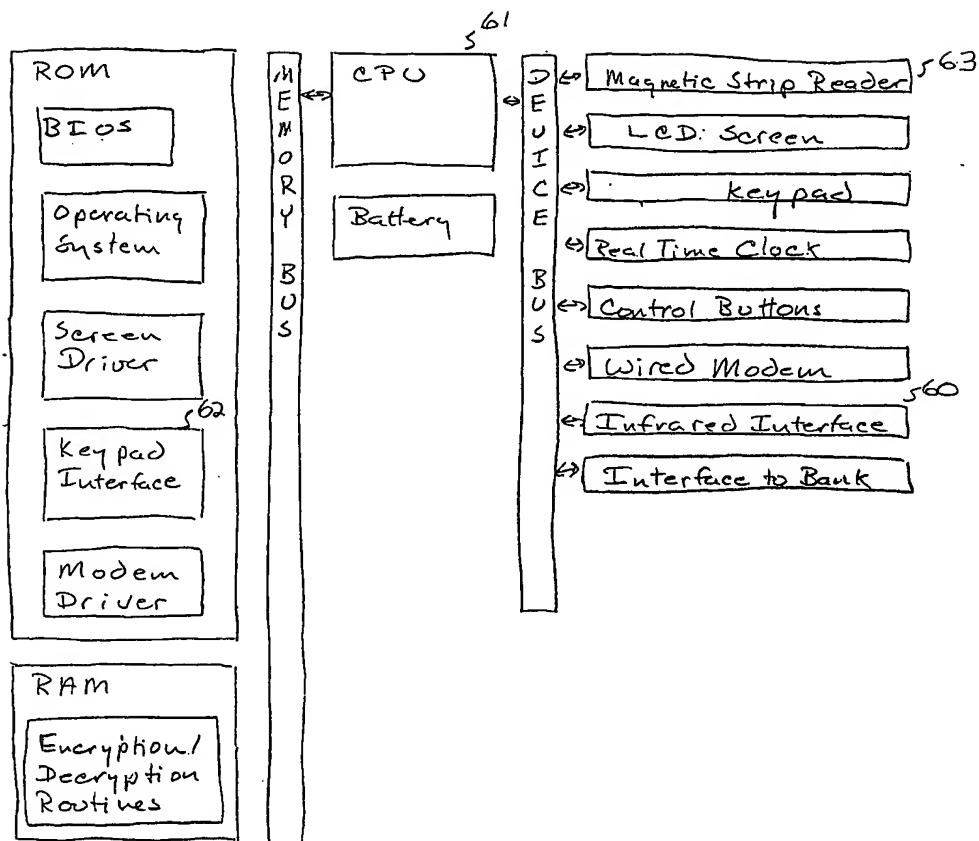 61
ROM
BIOS
Operating
System
Screen
Driver
62
Keypad
Interface
Modem
Driver
RAM
Encryption/
Decryption
Routines
MEMORY BUS
CPU
Battery
DEVICE BUS
63
Magnetic Strip Reader
LCD: Screen
Keypad
Real Time Clock
Control Buttons
Wired Modem
60
Infrared Interface
Interface to Bank